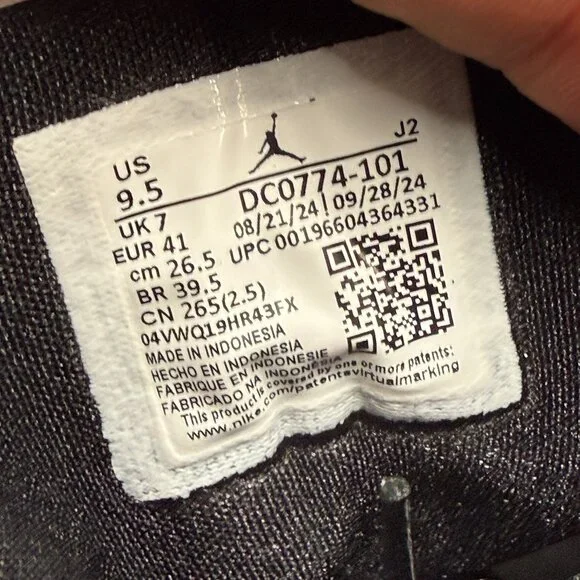 J2
US
9.5
DC0774-101
UK 7
08/21/24 | 09/28/24
EUR 41
UPC 00196604364331
cm 26.5
BR 39.5
CN 265(2.5)
04VWQ19HR43FX
MADE IN INDONESIA
HECHO EN INDONESIA
FABRIQUE EN INDONESIE
FABRICADO NA INDONESIA
This product is covered by one or more patents:
www.nike.com/patentsvirtualmarking